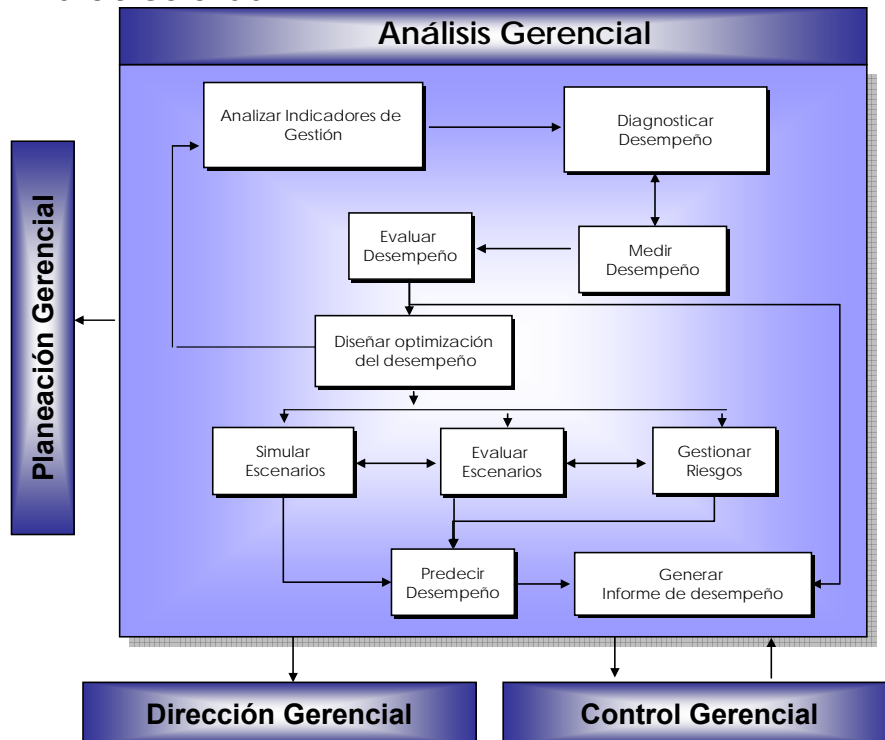 Análisis Gerencial
Analizar Indicadores de
Gestión
Diagnosticar
Desempeño
Planeación Gerencial
Evaluar
Desempeño
Medir
Desempeño
Diseñar optimización
del desempeño
Simular
Escenarios
Evaluar
Escenarios
Gestionar
Riesgos
Predecir
Desempeño
Generar
Informe de desempeño
Dirección Gerencial
Control Gerencial